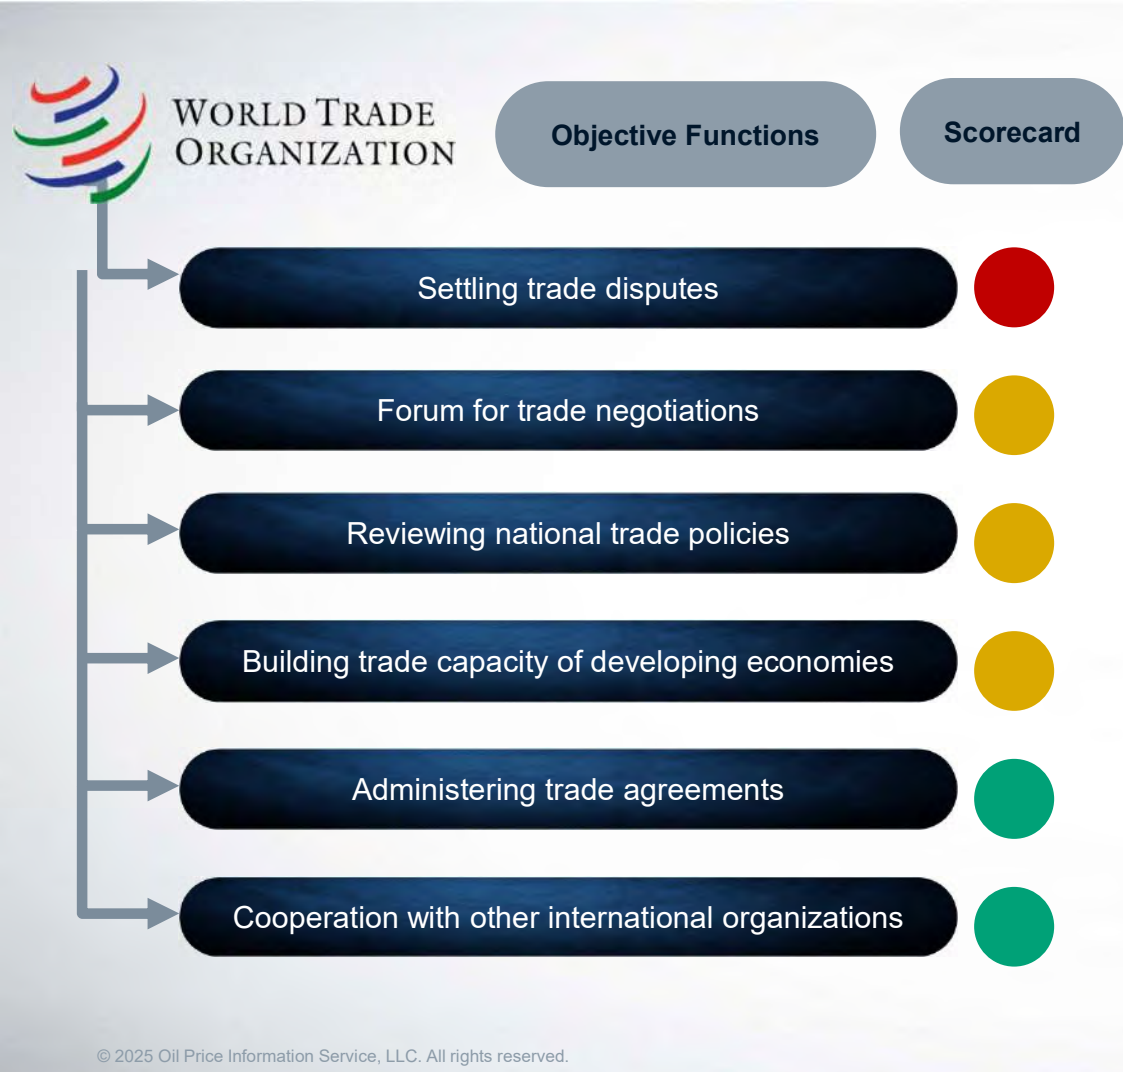 WORLD TRADE
ORGANIZATION
Objective Functions
Scorecard
Settling trade disputes
Forum for trade negotiations
Reviewing national trade policies
Building trade capacity of developing economies
Administering trade agreements
Cooperation with other international organizations
© 2025 Oil Price Information Service, LLC. All rights reserved.